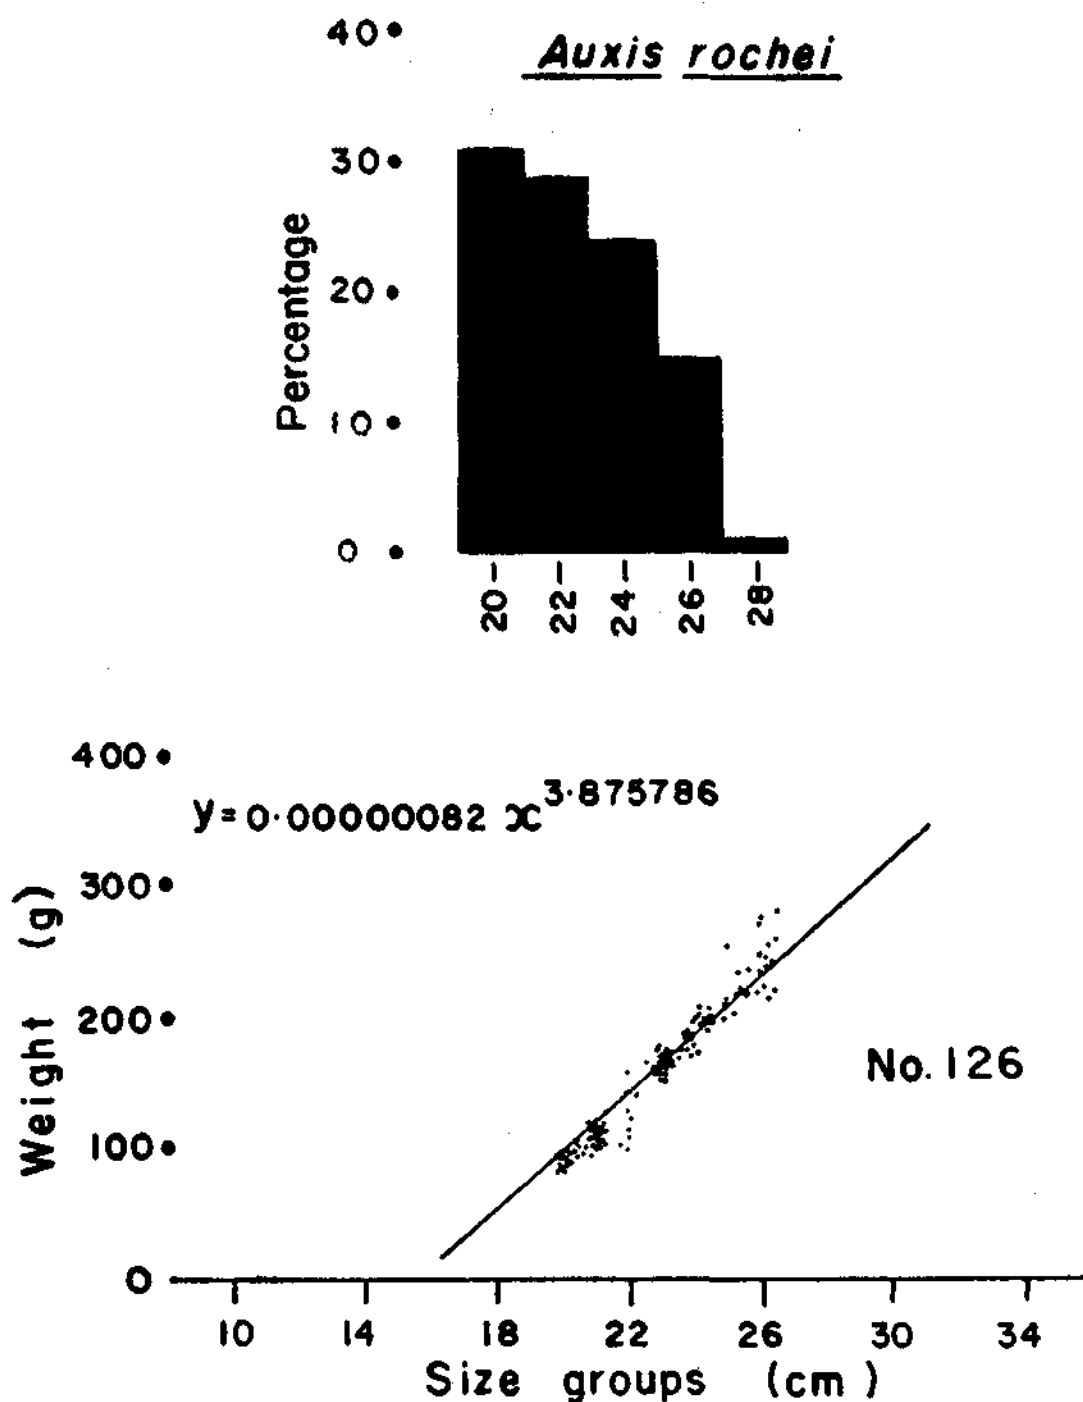 Auxis rochei
40
30
20
10
0
Percentage
20-
22-
24-
26-
28-
400
300
200
100
0
Weight (g)
y=0·00000082 x^3·875786
No. 126
10 14 18 22 26 30 34
Size groups (cm)